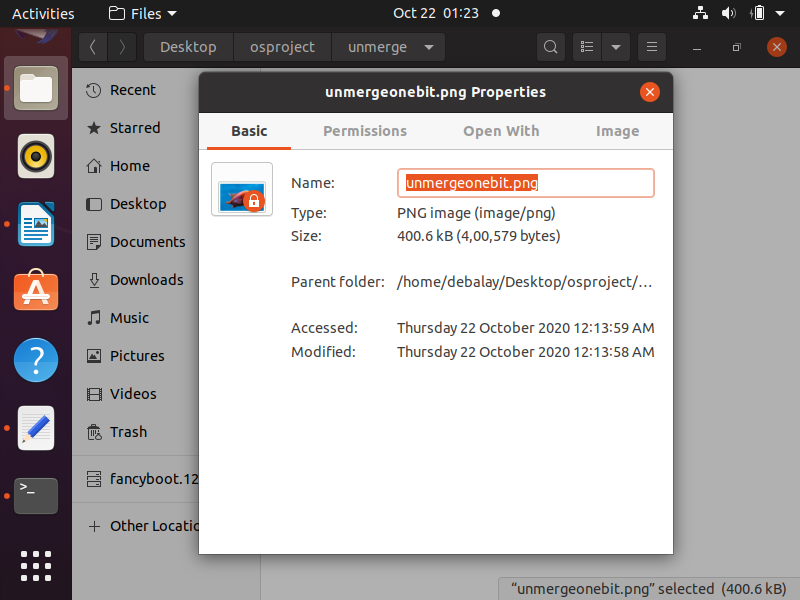 Activities Files Oct 22 01:23
Desktop osproject unmerge
unmergeonebit.png Properties
Basic Permissions Open With Image
Name: unmergeonebit.png
Type: PNG image (image/png)
Size: 400.6 kB (4,00,579 bytes)
Parent folder: /home/debalay/Desktop/osproject/…
Accessed: Thursday 22 October 2020 12:13:59 AM
Modified: Thursday 22 October 2020 12:13:58 AM
Recent
Starred
Home
Desktop
Documents
Downloads
Music
Pictures
Videos
Trash
fancyboot.12
Other Locatio
>_
“unmergeonebit.png” selected (400.6 kB)